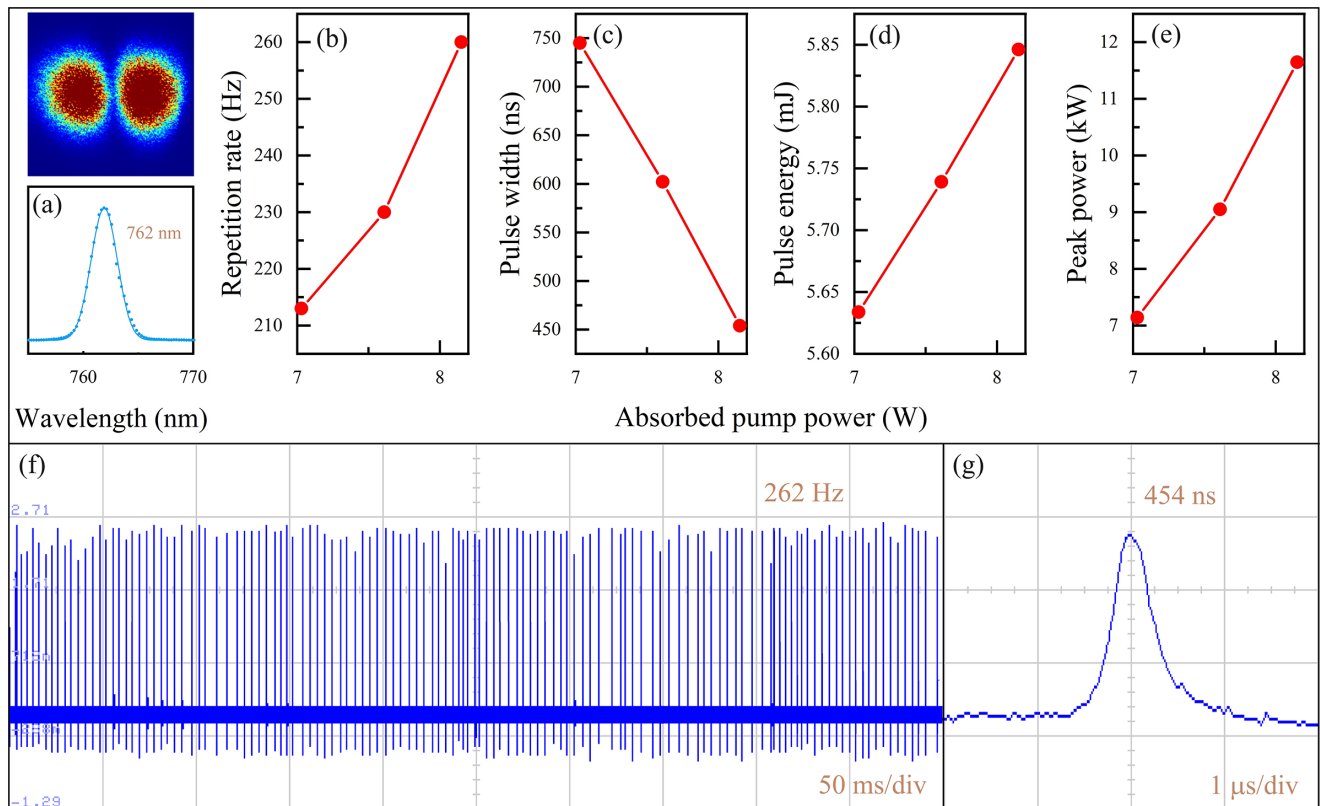 (a)
762 nm
760
770
Wavelength (nm)
(b)
Repetition rate (Hz)
260
250
240
230
220
210
7
8
(c)
Pulse width (ns)
750
700
650
600
550
500
450
7
8
(d)
Pulse energy (mJ)
5.85
5.80
5.75
5.70
5.65
5.60
7
8
(e)
Peak power (kW)
12
11
10
9
8
7
7
8
Absorbed pump power (W)
(f)
262 Hz
2.71
-1.29
50 ms/div
(g)
454 ns
1 μs/div